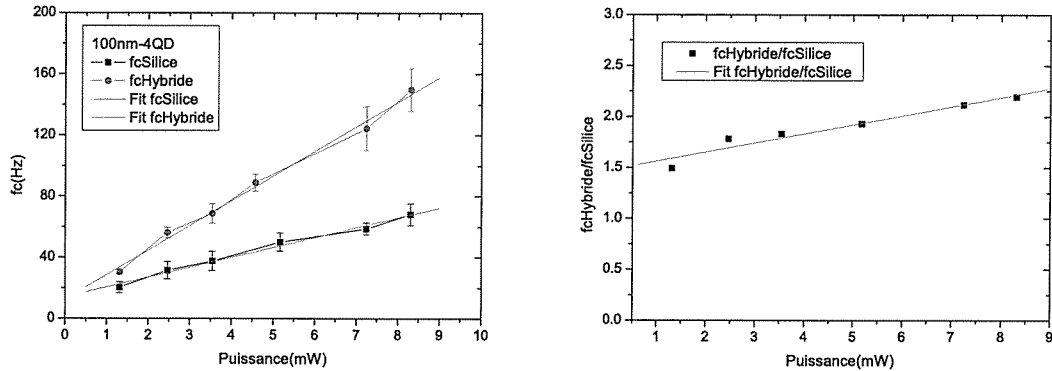 200
160
120
80
40
0
fc(Hz)
100nm-4QD
fcSilice
fcHybride
Fit fcSilice
Fit fcHybride
0 1 2 3 4 5 6 7 8 9 10
Puissance(mW)
3.0
2.5
2.0
1.5
1.0
0.5
0.0
fcHybride/fcSilice
fcHybride/fcSilice
Fit fcHybride/fcSilice
1 2 3 4 5 6 7 8 9
Puissance(mW)